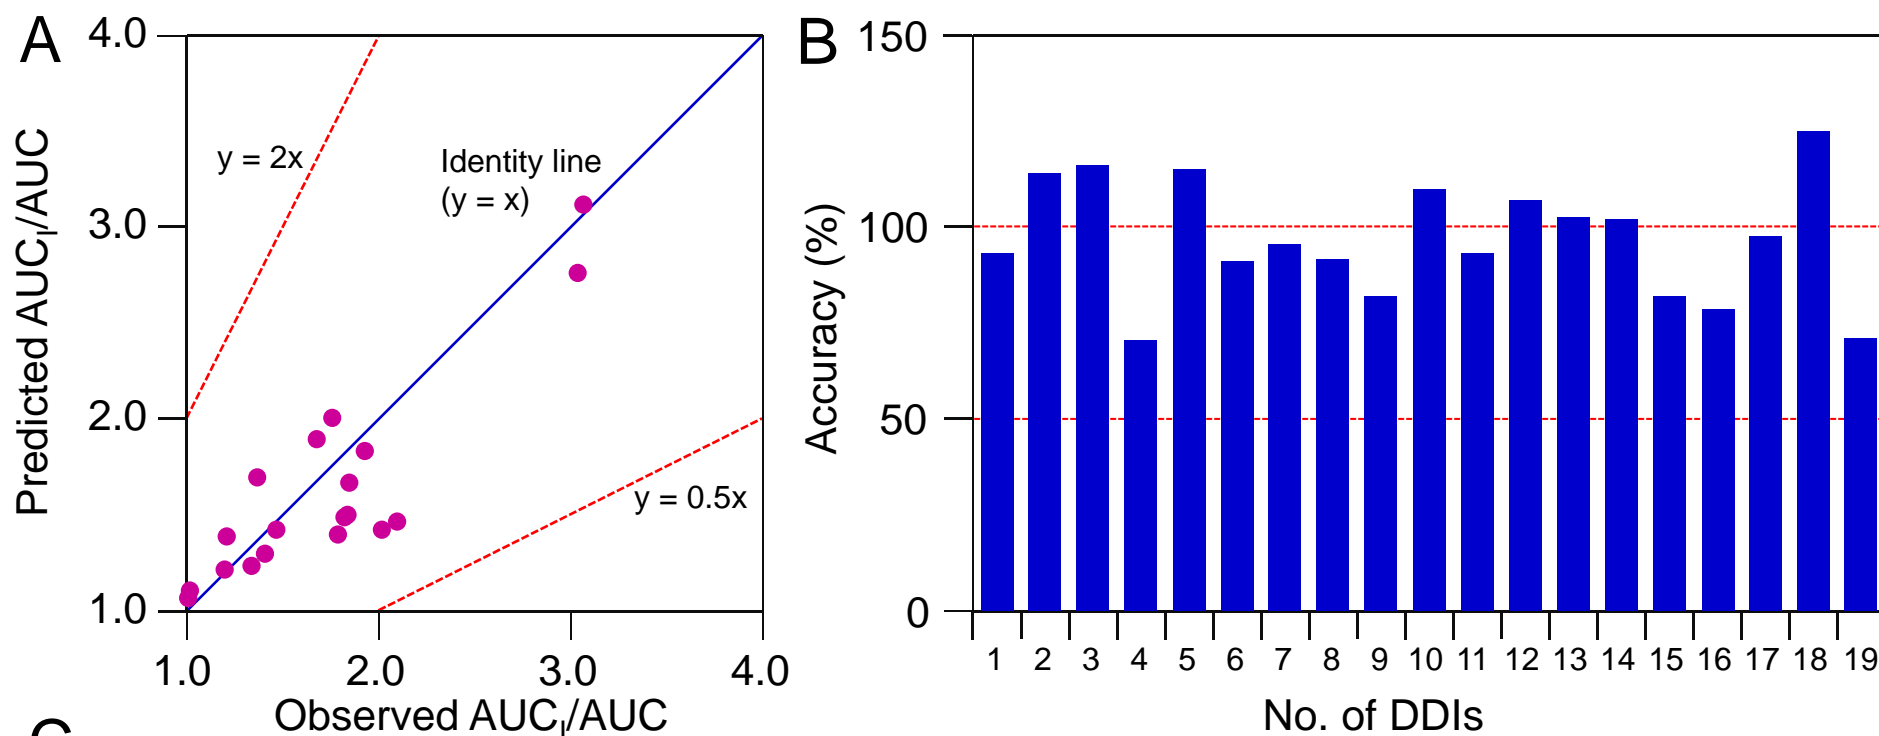 A
4.0
3.0
2.0
1.0
1.0 2.0 3.0 4.0
Predicted AUCI/AUC
Observed AUCI/AUC
y = 2x
Identity line
(y = x)
y = 0.5x
B
150
100
50
0
Accuracy (%)
1 2 3 4 5 6 7 8 9 10 11 12 13 14 15 16 17 18 19
No. of DDIs